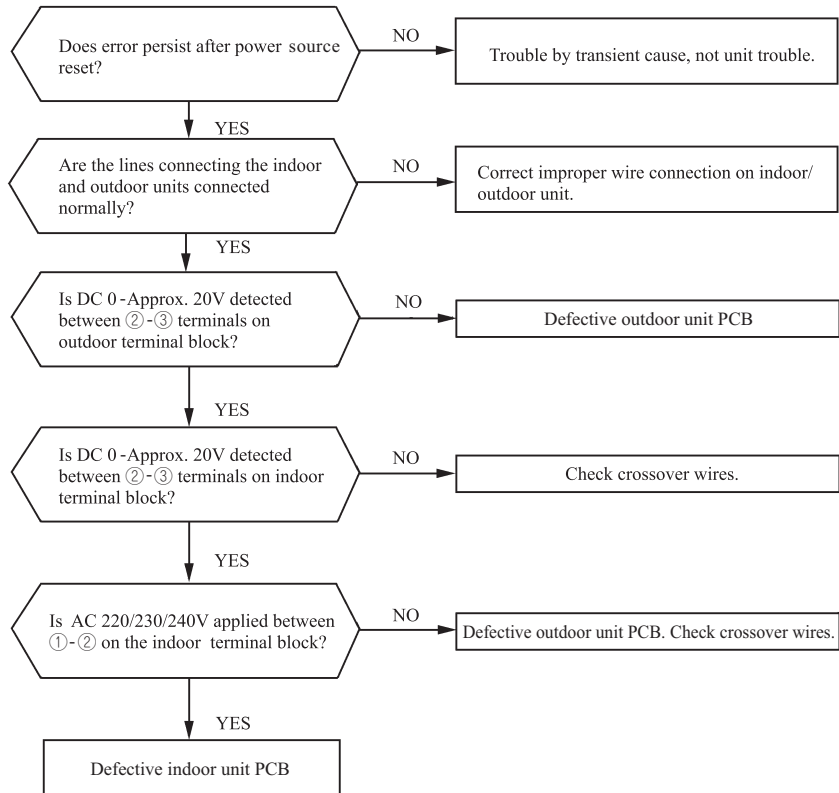 Does error persist after power source
reset?
NO
Trouble by transient cause, not unit trouble.
YES
Are the lines connecting the indoor
and outdoor units connected
normally?
NO
Correct improper wire connection on indoor/
outdoor unit.
YES
Is DC 0 -Approx. 20V detected
between ②-③ terminals on
outdoor terminal block?
NO
Defective outdoor unit PCB
YES
Is DC 0 -Approx. 20V detected
between ②-③ terminals on indoor
terminal block?
NO
Check crossover wires.
YES
Is AC 220/230/240V applied between
①-② on the indoor terminal block?
NO
Defective outdoor unit PCB. Check crossover wires.
YES
Defective indoor unit PCB